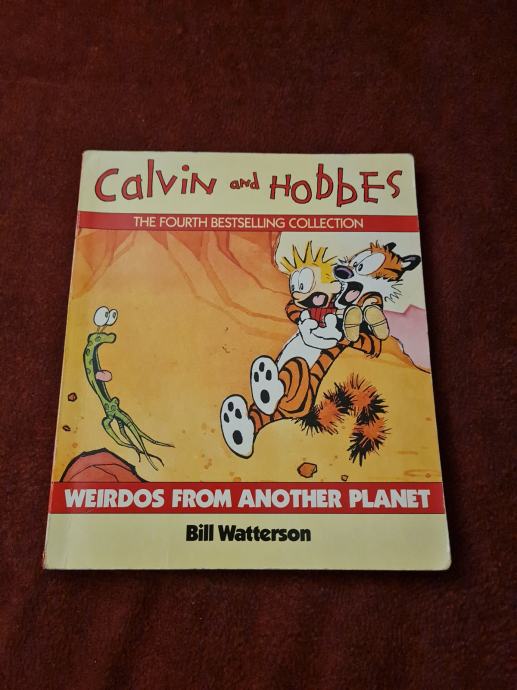 Calvin and Hobbes
THE FOURTH BESTSELLING COLLECTION
WEIRDOS FROM ANOTHER PLANET
Bill Watterson